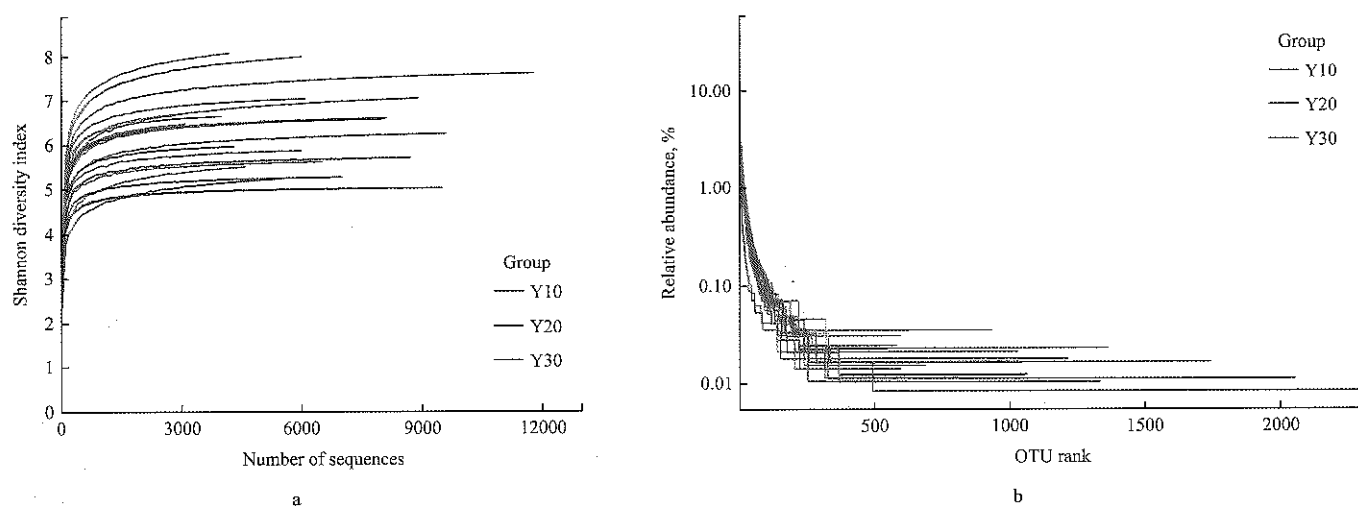 8
7
6
5
4
3
2
1
0
Shannon diversity index
0 3000 6000 9000 12000
Number of sequences
Group
Y10
Y20
Y30
a
10.00
1.00
0.10
0.01
Relative abundance, %
500 1000 1500 2000
OTU rank
Group
Y10
Y20
Y30
b